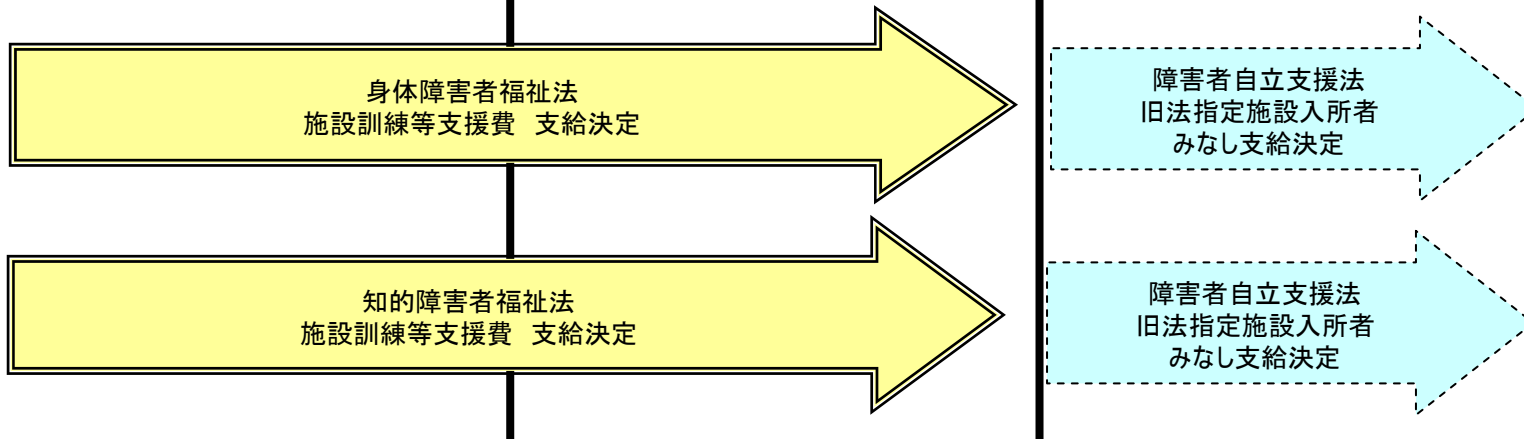 身体障害者福祉法
施設訓練等支援費　支給決定
障害者自立支援法
旧法指定施設入所者
みなし支給決定
知的障害者福祉法
施設訓練等支援費　支給決定
障害者自立支援法
旧法指定施設入所者
みなし支給決定